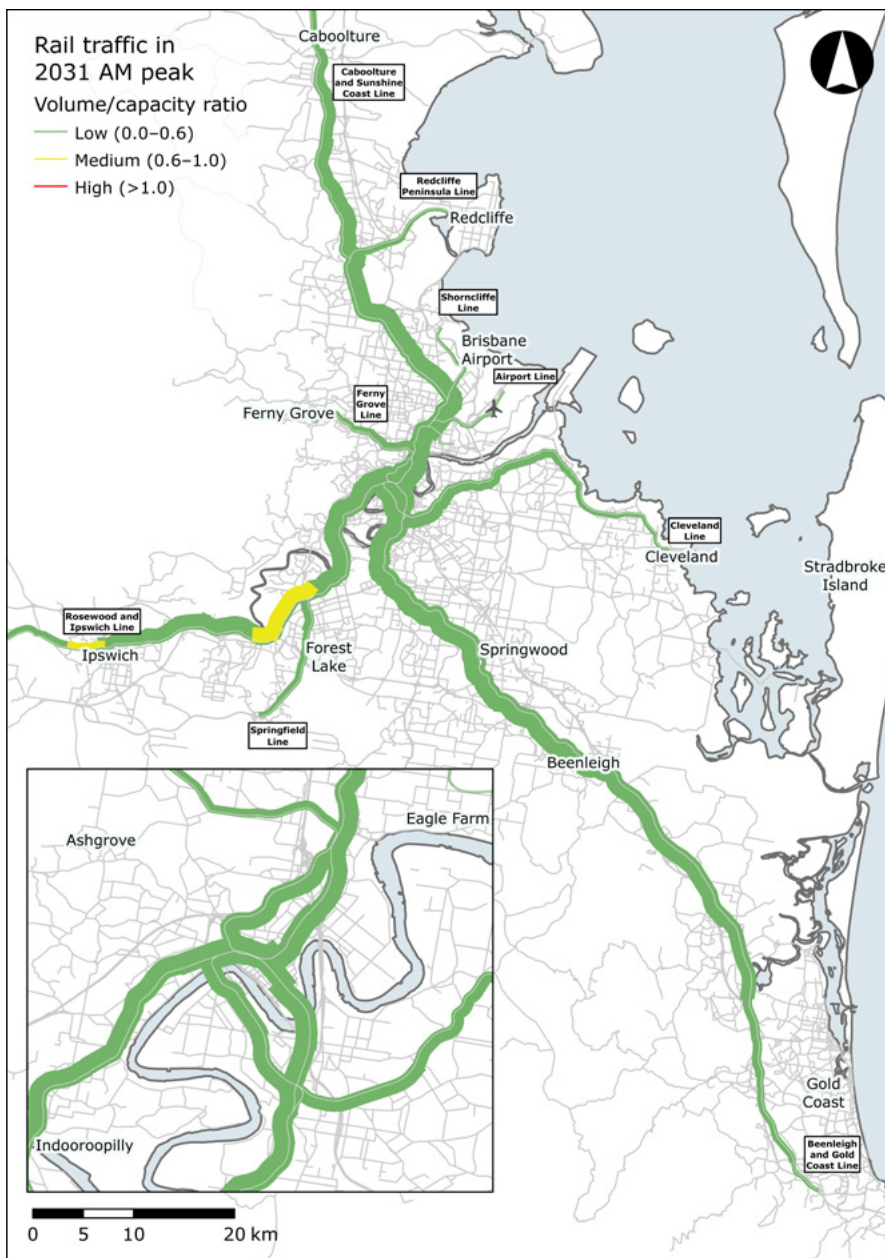 Rail traffic in
2031 AM peak
Volume/capacity ratio
Low (0.0–0.6)
Medium (0.6–1.0)
High (>1.0)
Caboolture
Caboolture
and Sunshine
Coast Line
Redcliffe
Peninsula Line
Redcliffe
Shorncliffe
Line
Brisbane
Airport
Airport Line
Ferny
Grove
Line
Ferny Grove
Cleveland
Line
Cleveland
Stradbroke
Island
Rosewood and
Ipswich Line
Ipswich
Forest
Lake
Springwood
Springfield
Line
Beenleigh
Ashgrove
Eagle Farm
Indooroopilly
Gold
Coast
Beenleigh
and Gold
Coast Line
0 5 10 20 km